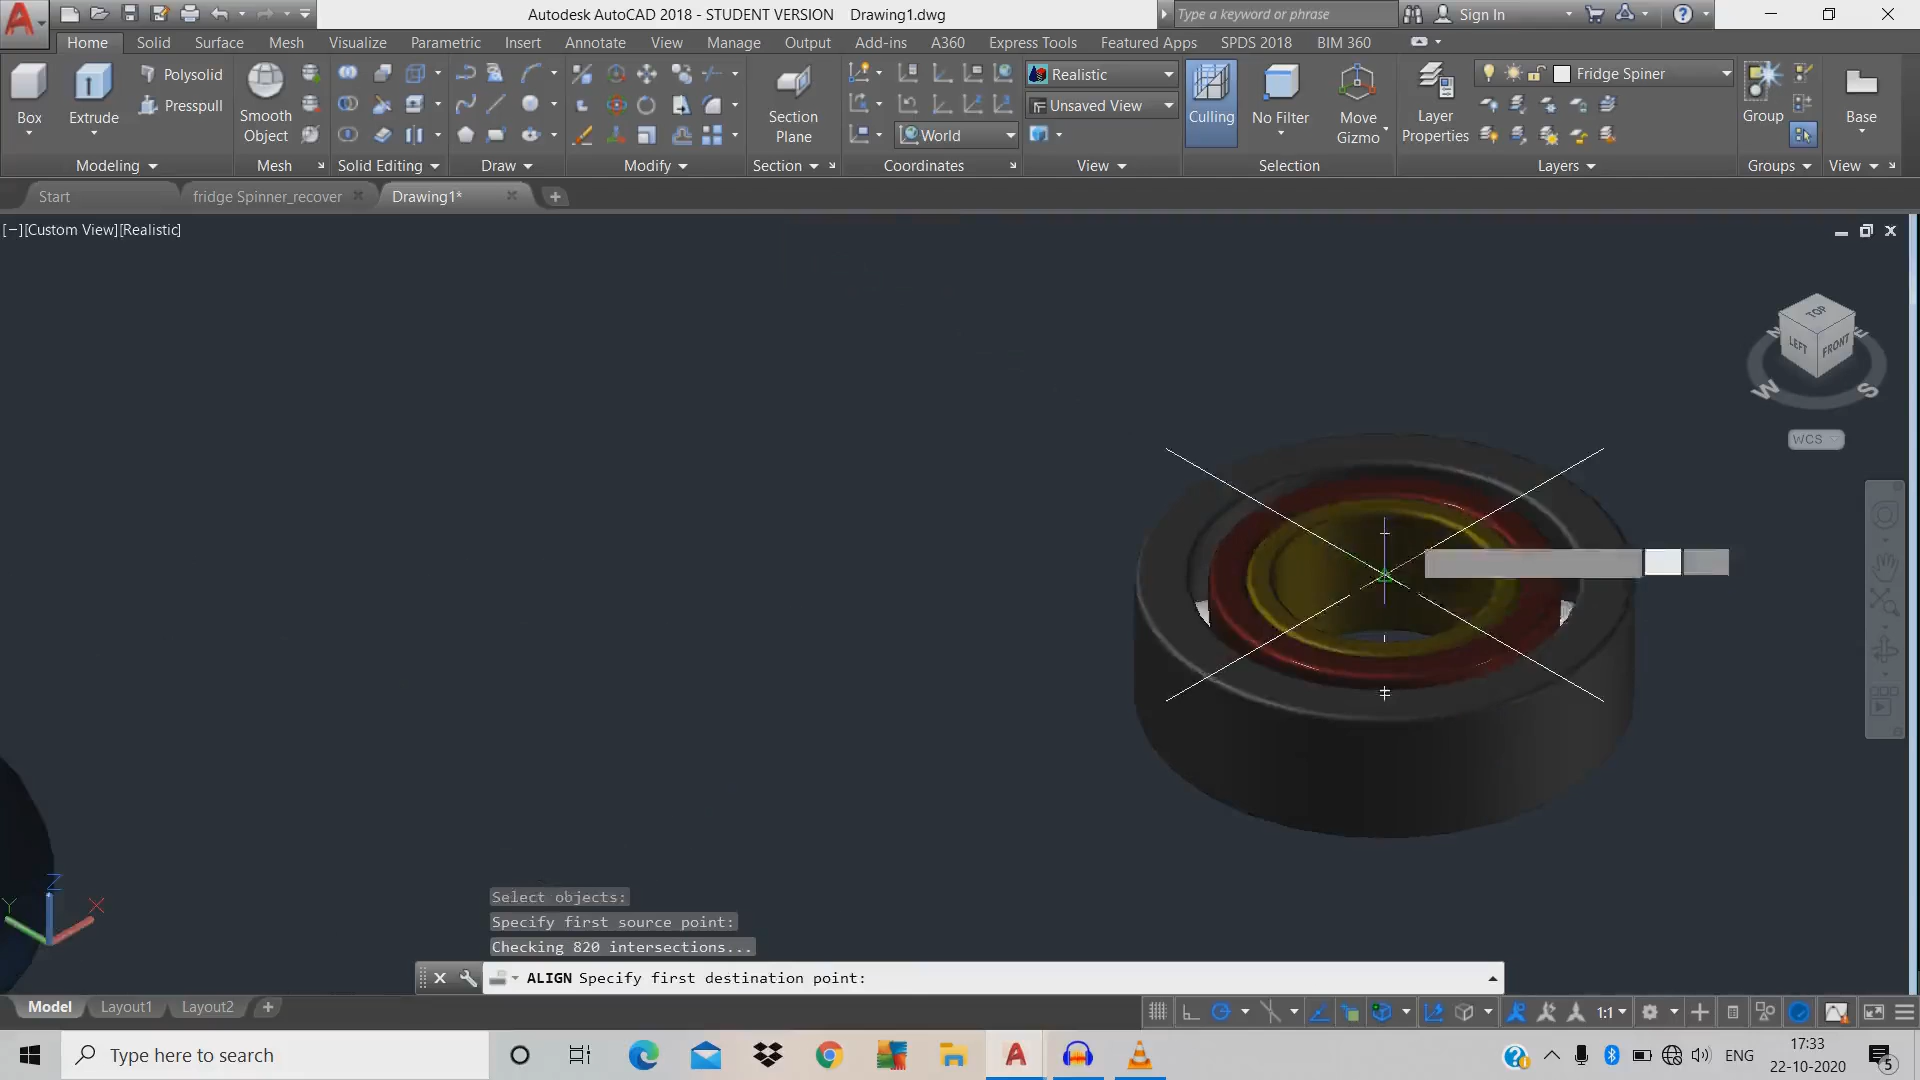 Autodesk AutoCAD 2018 - STUDENT VERSION Drawing1.dwg
Type a keyword or phrase
Sign In
Home Solid Surface Mesh Visualize Parametric Insert Annotate View Manage Output Add-ins A360 Express Tools Featured Apps SPDS 2018 BIM 360
Box
Extrude
Polysolid
Presspull
Smooth
Object
Section
Plane
World
Realistic
Unsaved View
Culling
No Filter
Move
Gizmo
Layer
Properties
Fridge Spiner
Group
Base
Modeling Mesh Solid Editing Draw Modify Section Coordinates View Selection Layers Groups View
Start fridge Spinner_recover Drawing1*
[−][Custom View][Realistic]
TOP
LEFT
FRONT
N
E
W
S
WCS
Z
Y
X
Select objects:
Specify first source point:
Checking 820 intersections...
ALIGN Specify first destination point:
Model Layout1 Layout2
1:1
Type here to search
ENG
17:33
22-10-2020
5